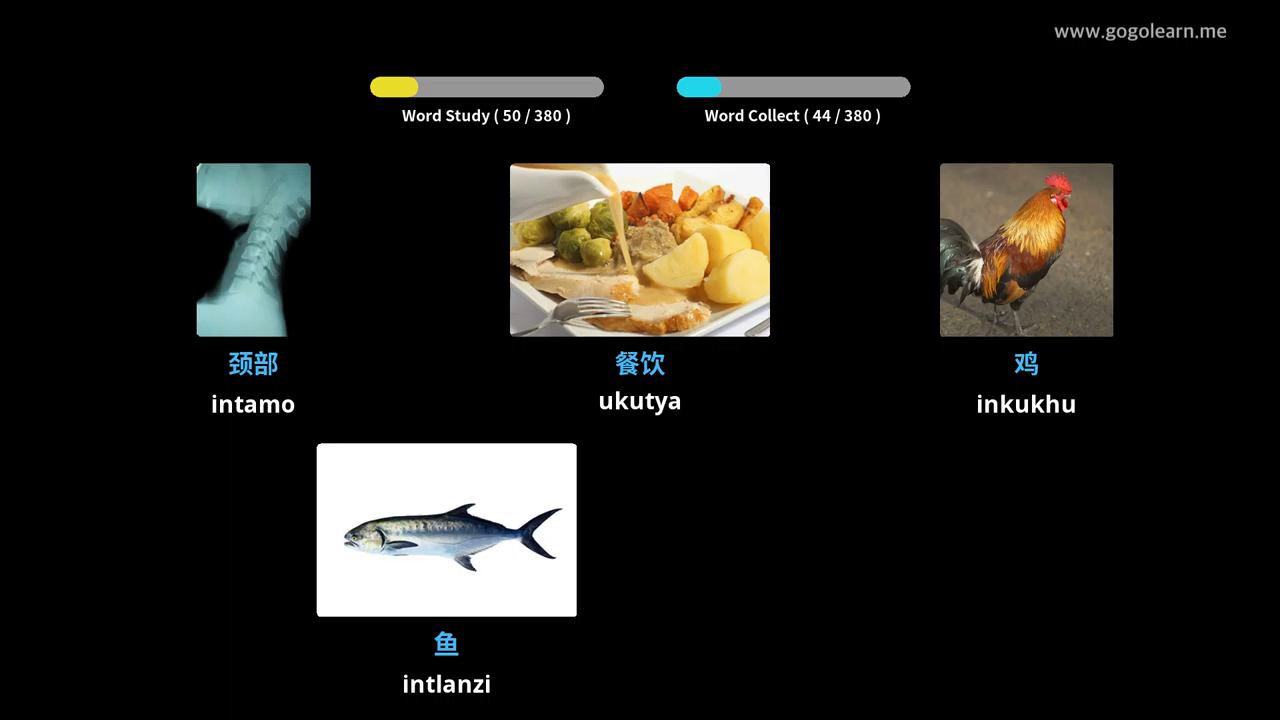 www.gogolearn.me
Word Study ( 50 / 380 )
Word Collect ( 44 / 380 )
颈部
intamo
餐饮
ukutya
鸡
inkukhu
鱼
intlanzi